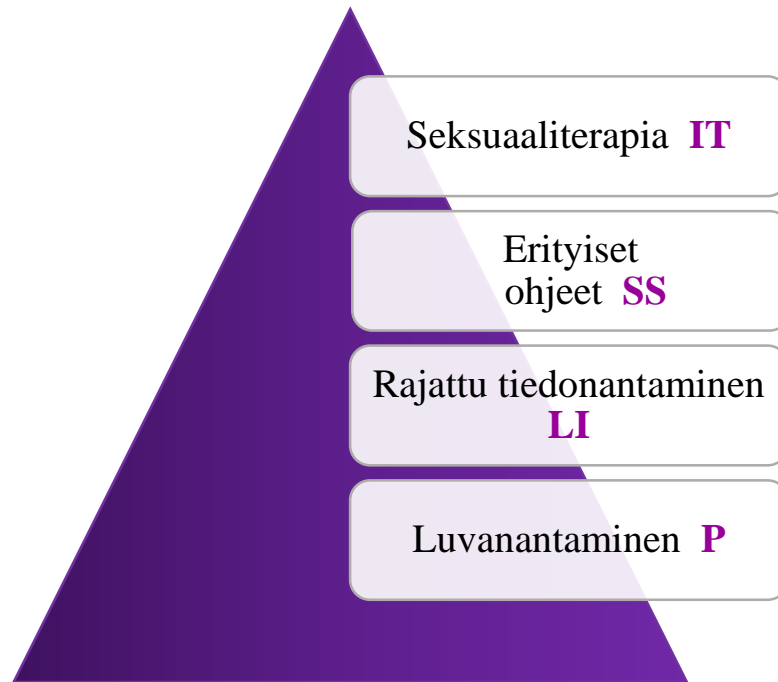 Seksuaaliterapia IT
Erityiset
ohjeet SS
Rajattu tiedonantaminen
LI
Luvanantaminen P